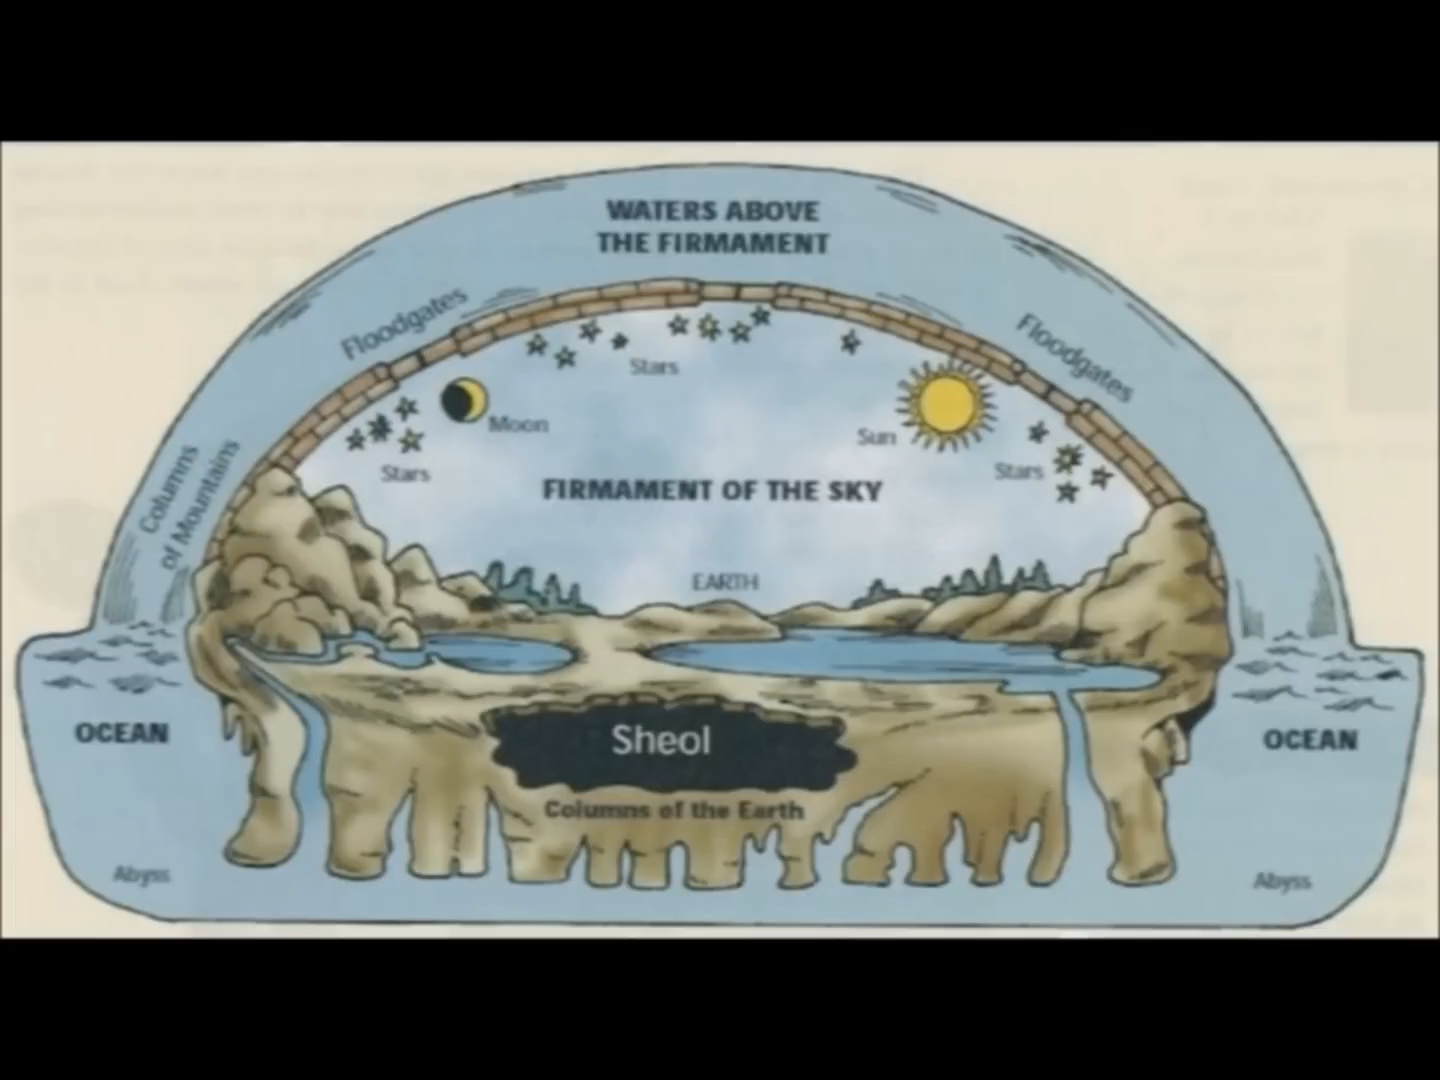 WATERS ABOVE
THE FIRMAMENT
Floodgates
Floodgates
Stars
Moon
Sun
Columns
of Mountains
Stars
Stars
FIRMAMENT OF THE SKY
EARTH
OCEAN
Sheol
OCEAN
Columns of the Earth
Abyss
Abyss